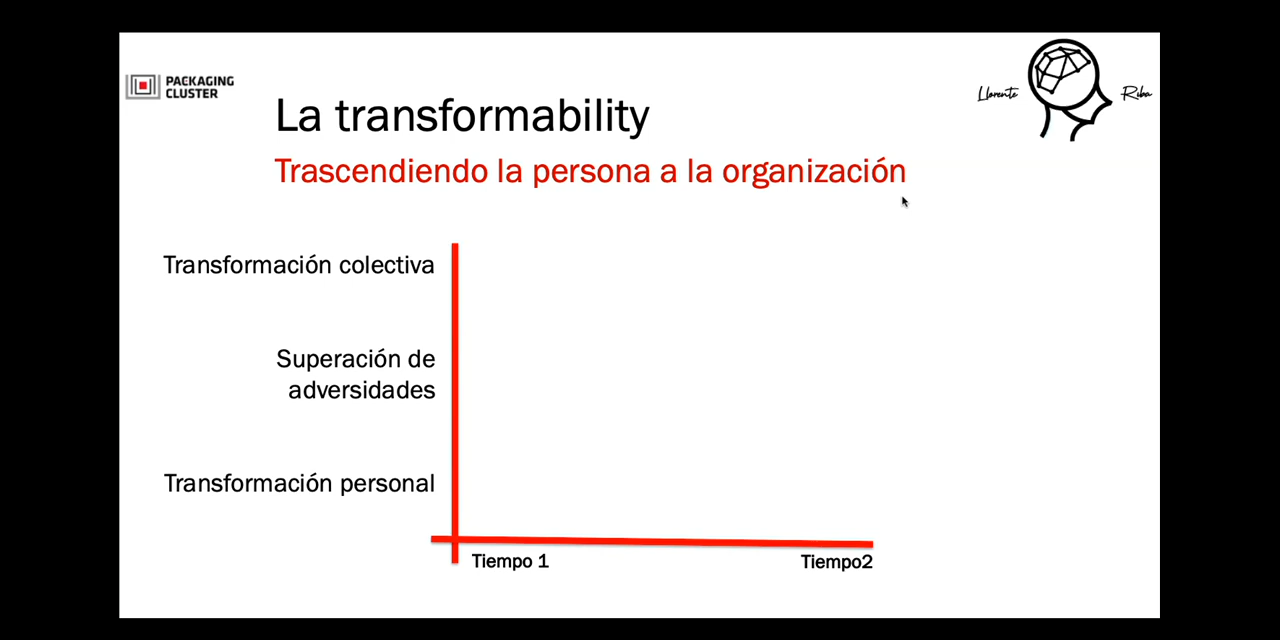 PACKAGING
CLUSTER
Llorente
Riba
La transformability
Trascendiendo la persona a la organización
Transformación colectiva
Superación de
adversidades
Transformación personal
Tiempo 1
Tiempo2